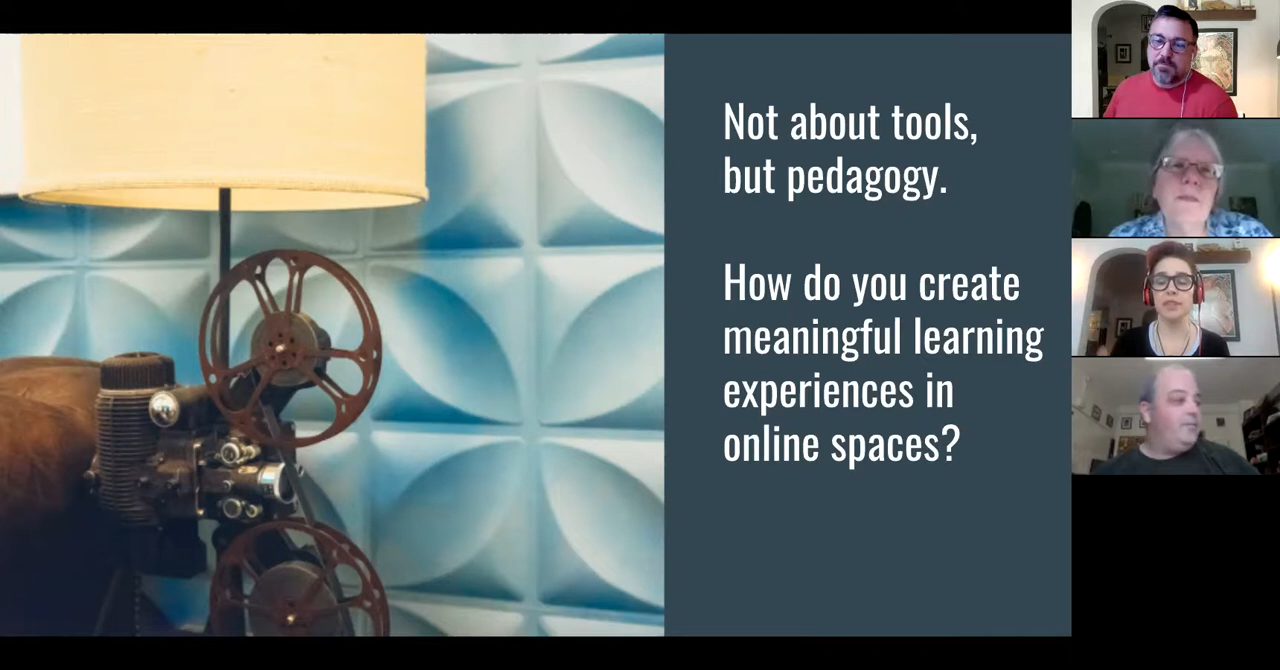 Not about tools,
but pedagogy.
How do you create
meaningful learning
experiences in
online spaces?